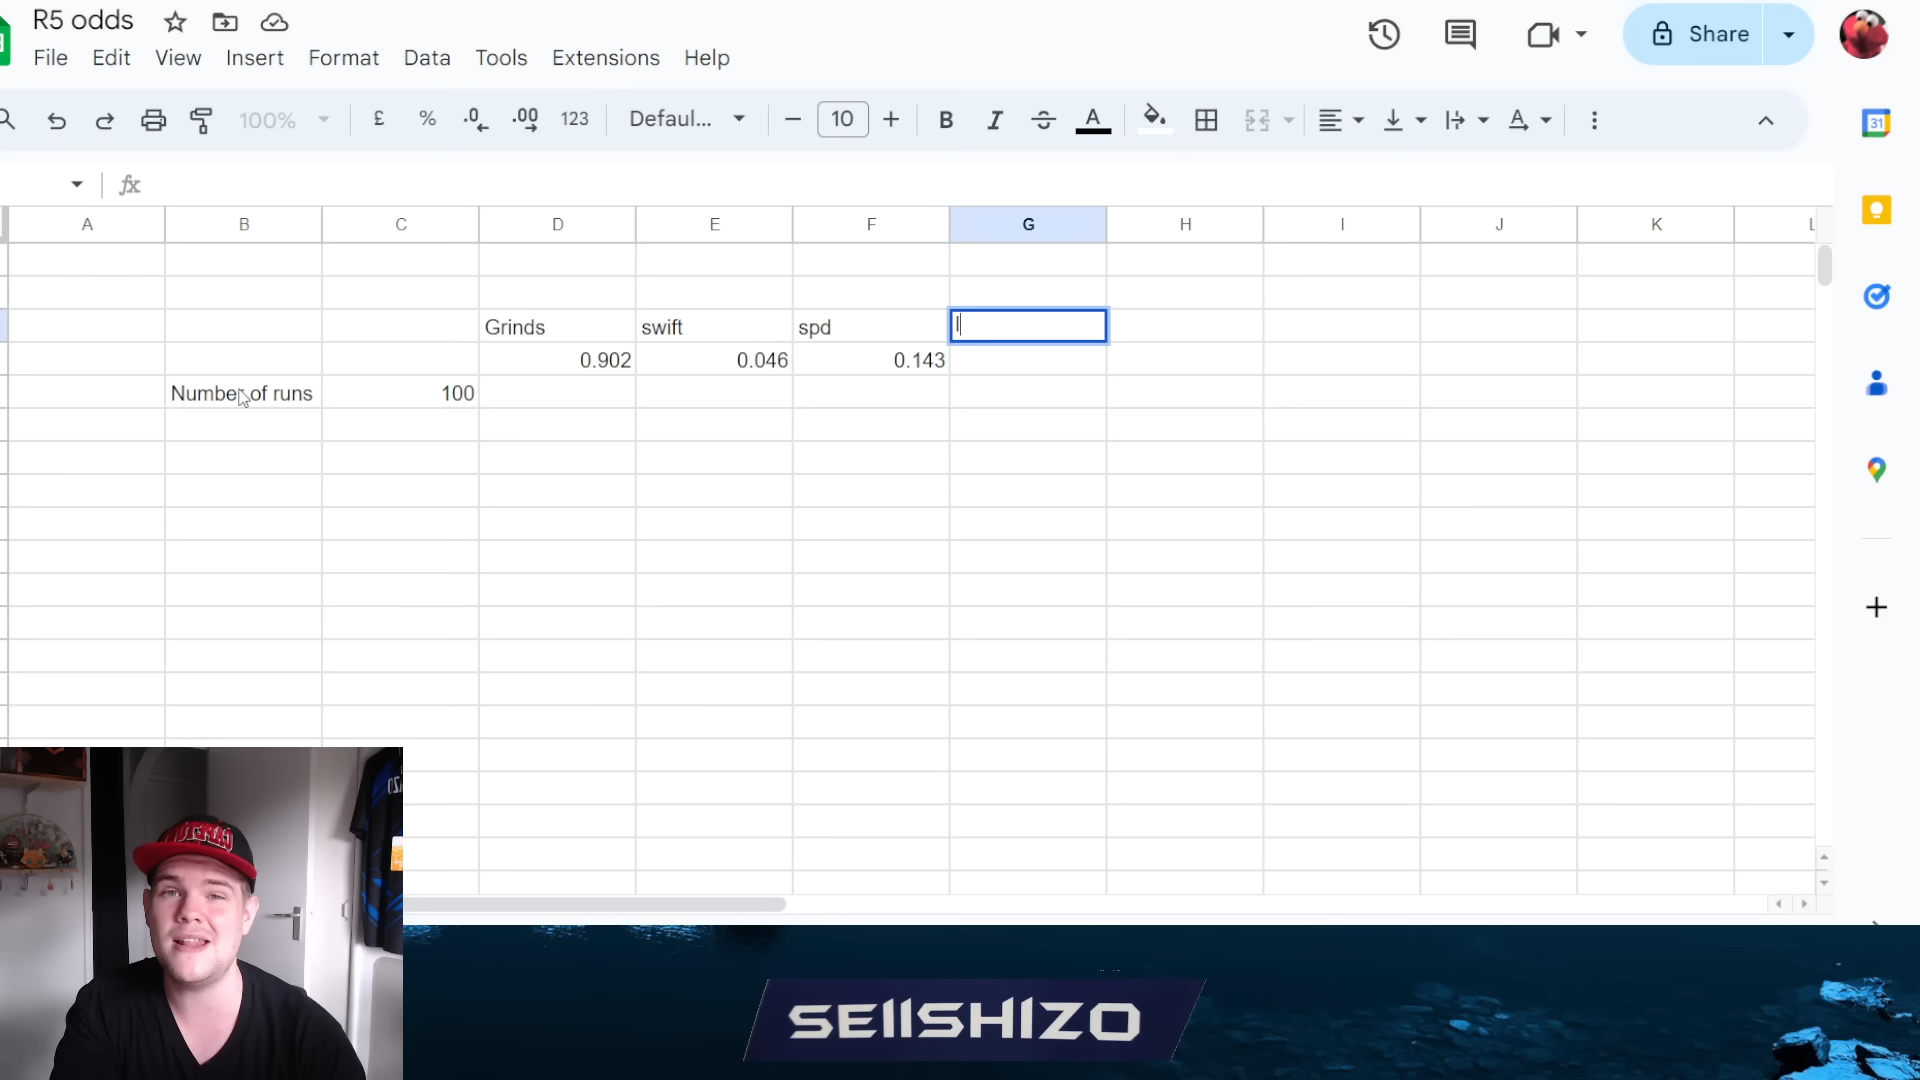 R5 odds
Share
File Edit View Insert Format Data Tools Extensions Help
100% £ % .0 .00 123 Defaul... 10 B I A
fx
A B C D E F G H I J K L
Grinds swift spd l
0.902 0.046 0.143
Number of runs 100
31
SEIISHIZO